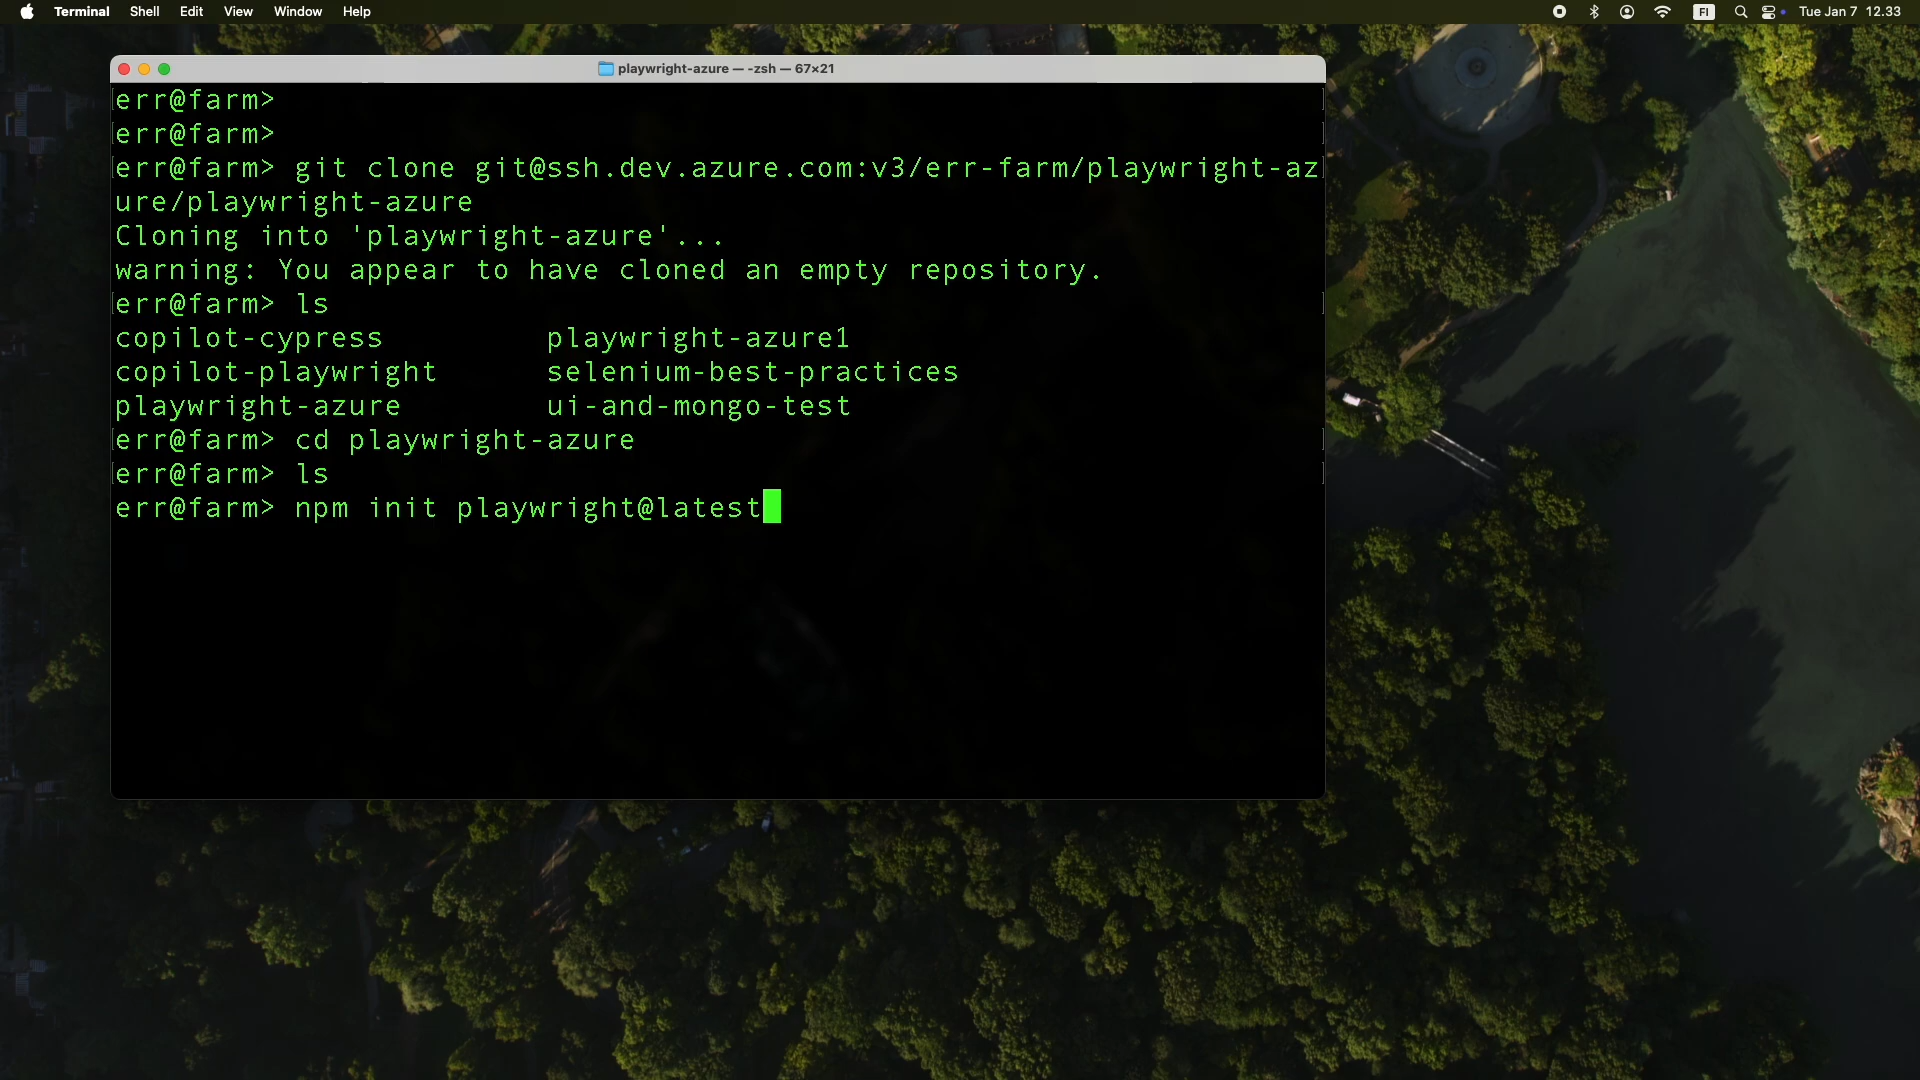 Terminal Shell Edit View Window Help FI Tue Jan 7 12.33
playwright-azure — -zsh — 67×21
err@farm>
err@farm>
err@farm> git clone git@ssh.dev.azure.com:v3/err-farm/playwright-az
ure/playwright-azure
Cloning into 'playwright-azure'...
warning: You appear to have cloned an empty repository.
err@farm> ls
copilot-cypress playwright-azure1
copilot-playwright selenium-best-practices
playwright-azure ui-and-mongo-test
err@farm> cd playwright-azure
err@farm> ls
err@farm> npm init playwright@latest